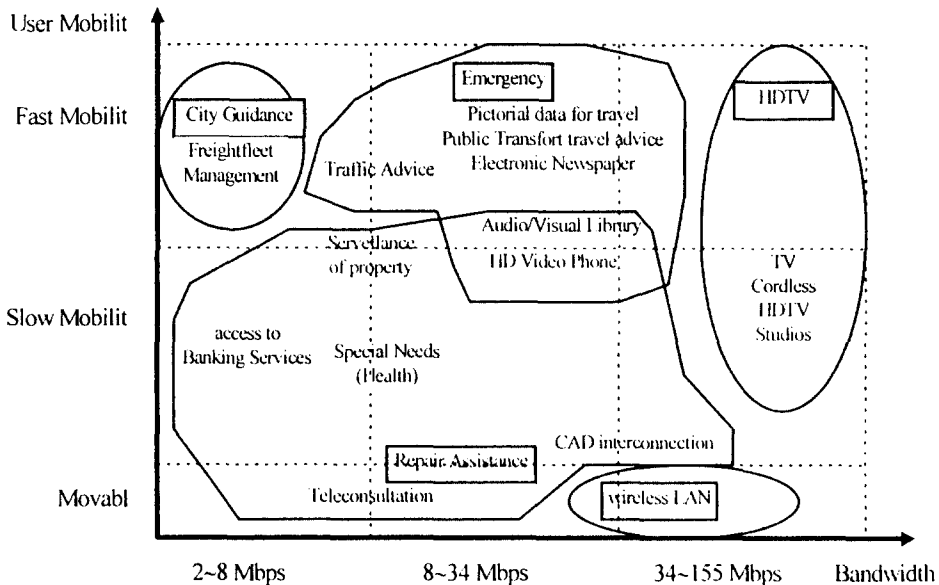 User Mobilit
Fast Mobilit
City Guidance
Freightfleet
Management
Traffic Advice
Emergency
Pictorial data for travel
Public Transfort travel advice
Electronic Newspaper
HDTV
Audio/Visual Library
HD Video Phone
Servellance
of property
TV
Cordless
HDTV
Studios
Slow Mobilit
access to
Banking Services
Special Needs
(Health)
CAD interconnection
Repair Assistance
Teleconsultation
wireless LAN
Movabl
2~8 Mbps
8~34 Mbps
34~155 Mbps
Bandwidth